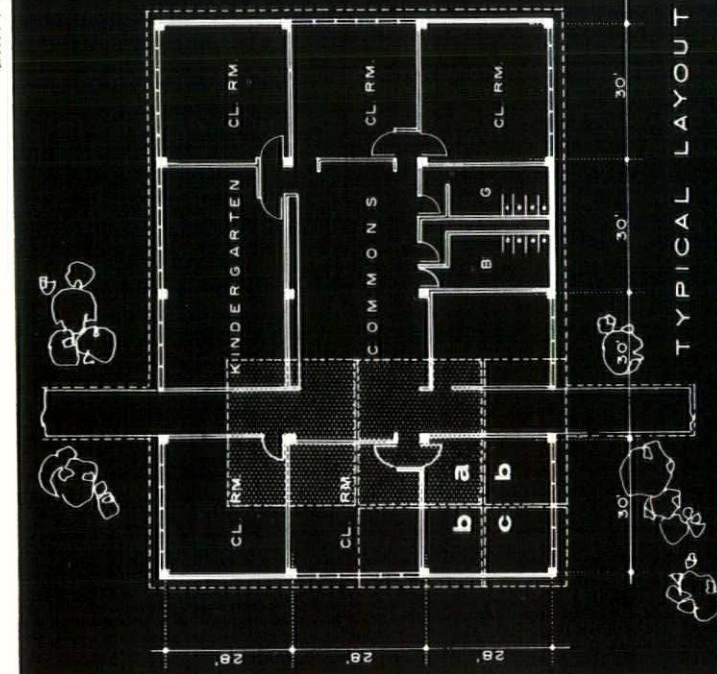 28'
CL. RM.
KINDERGARTEN
CL. RM.
28'
CL. RM.
COMMONS
CL. RM.
28'
b a
c b
B
G
CL. RM.
30'
30'
30'
30'
TYPICAL LAYOUT